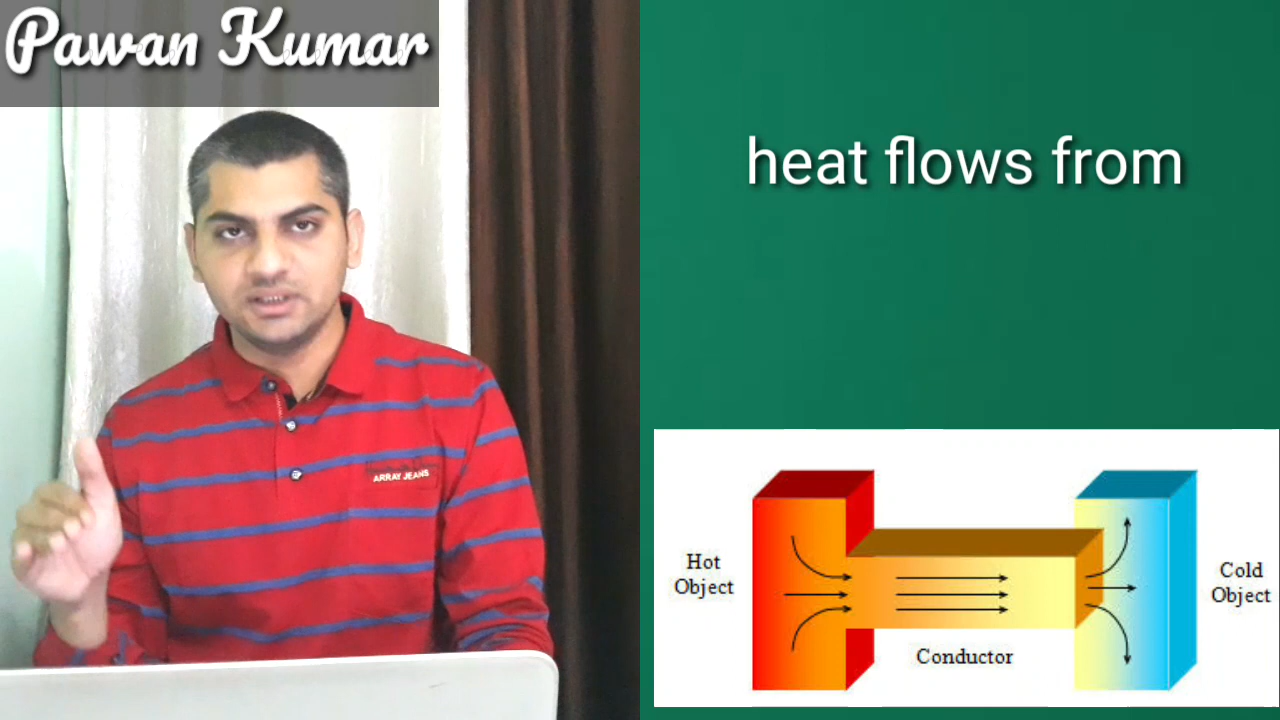 Pawan Kumar
heat flows from
ARRAY JEANS
Hot
Object
Cold
Object
Conductor